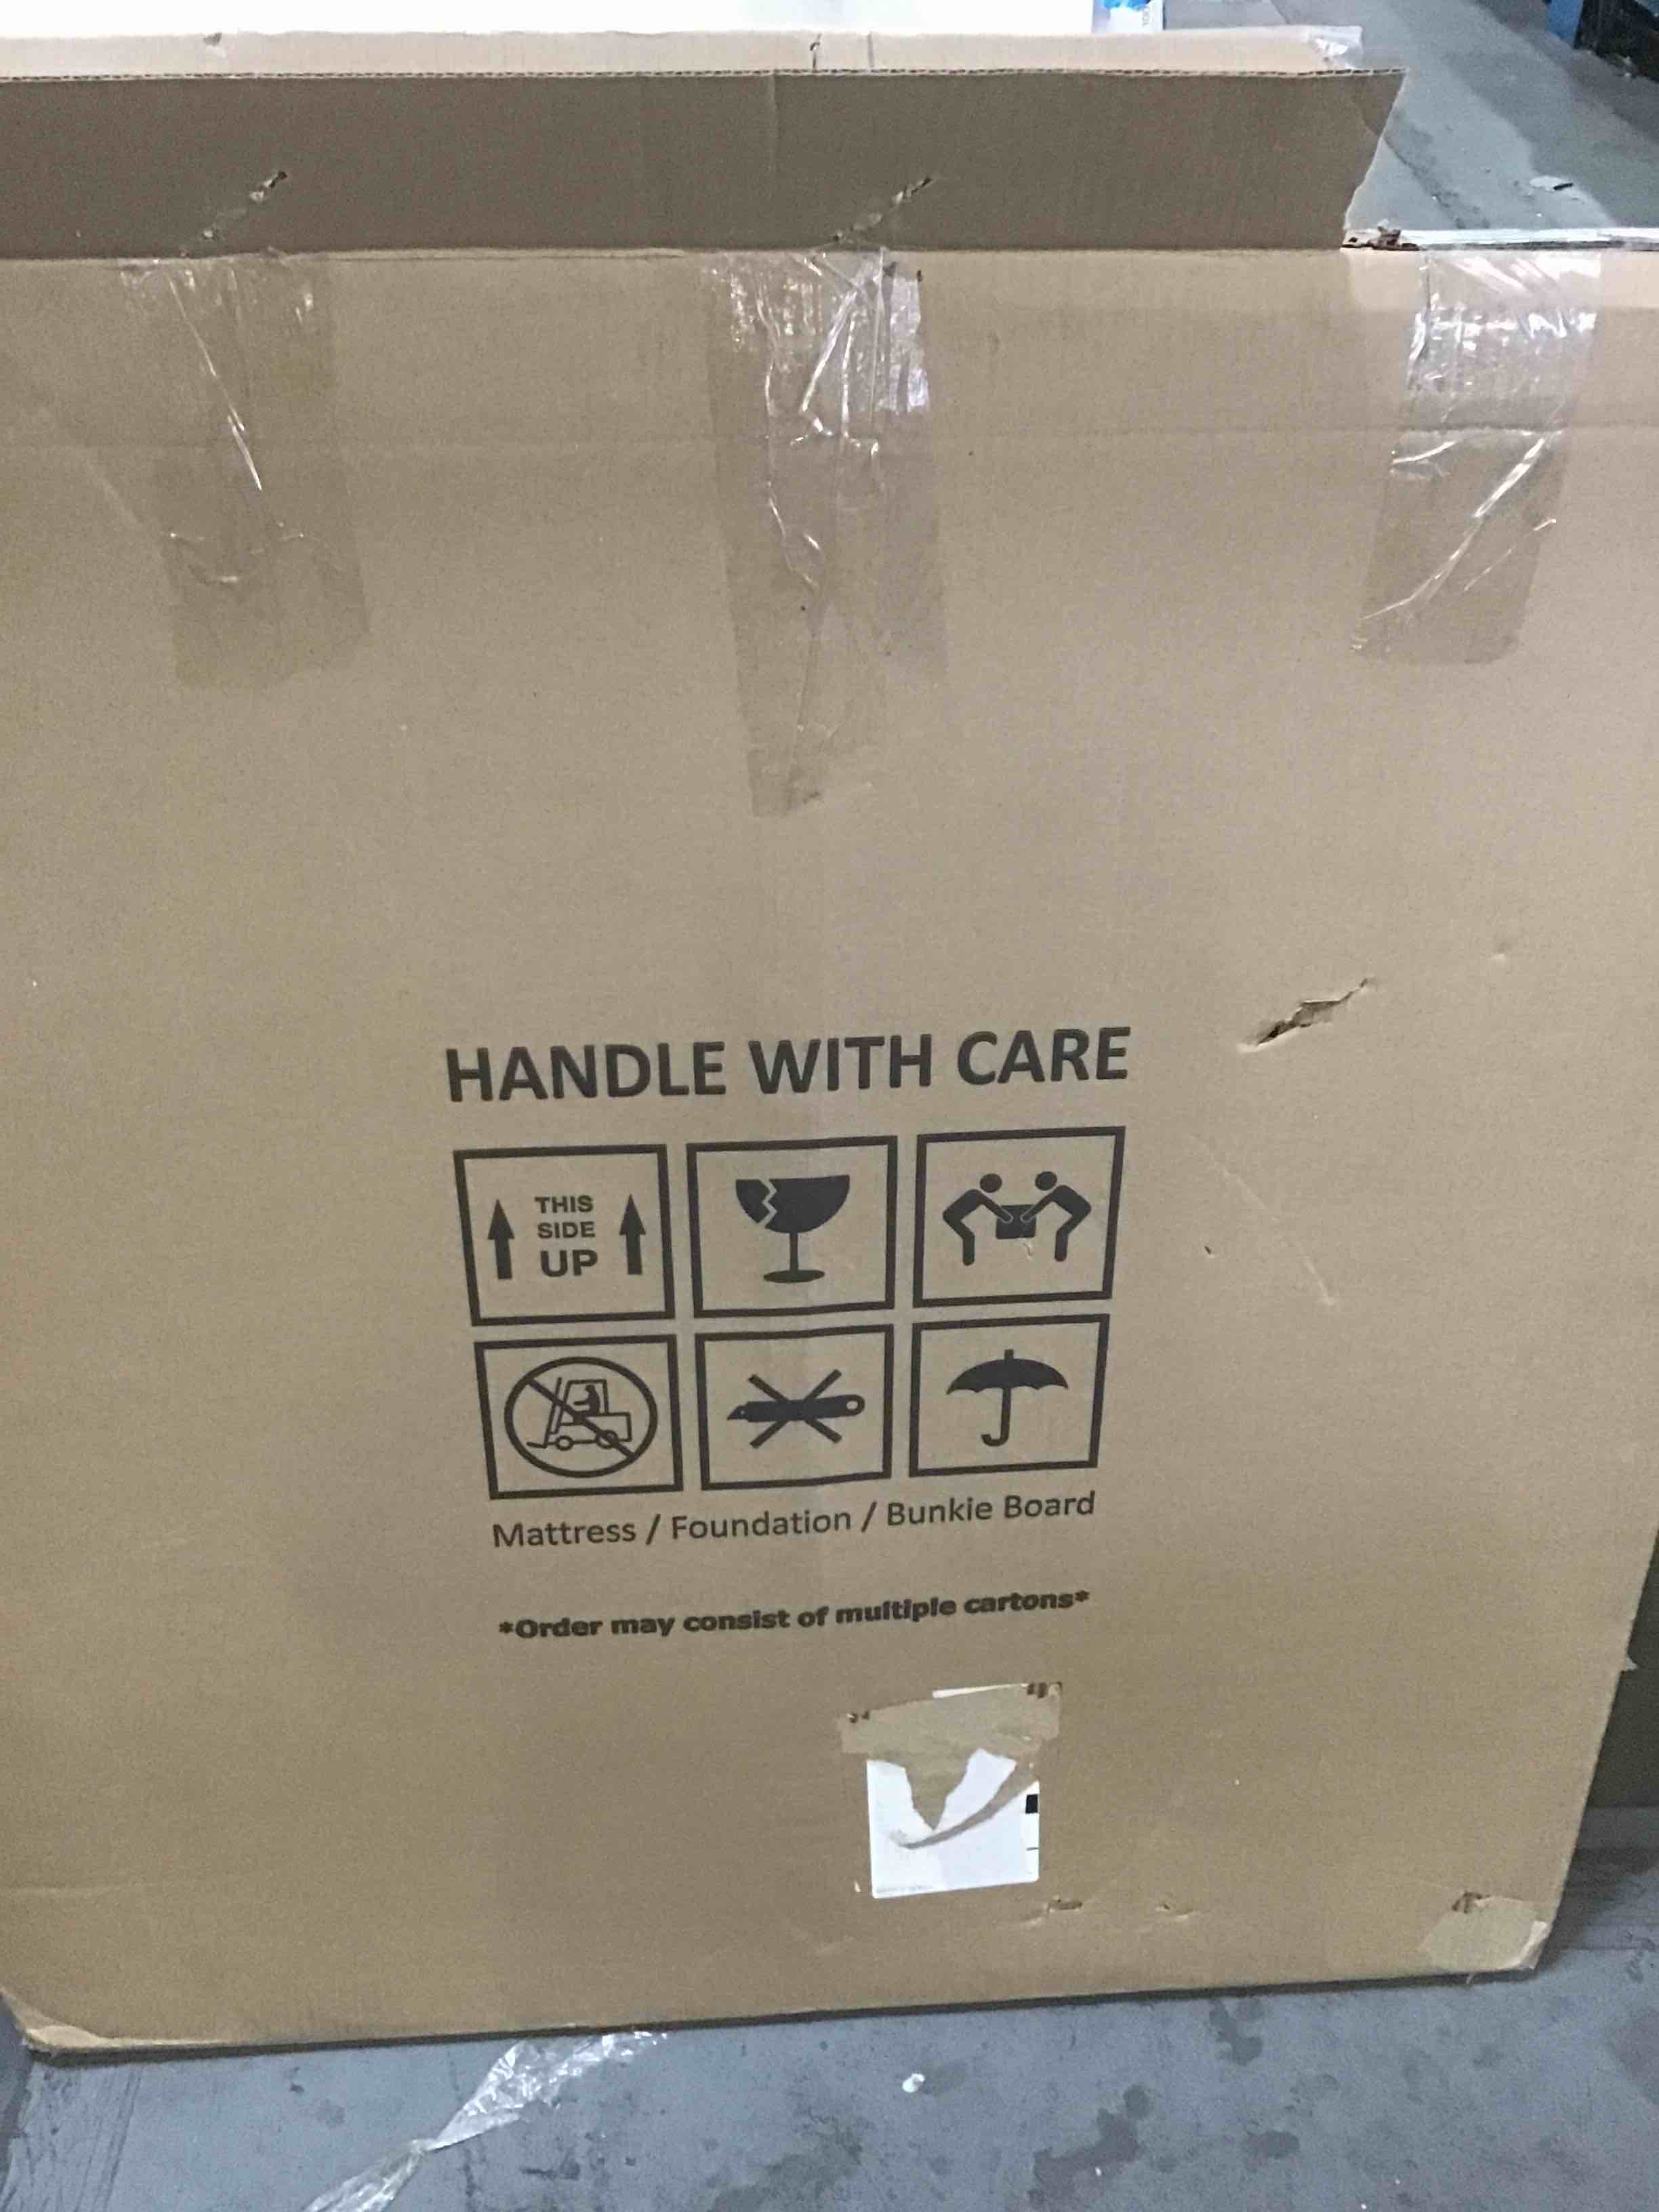 HANDLE WITH CARE
THIS
SIDE
UP
Mattress / Foundation / Bunkie Board
*Order may consist of multiple cartons*